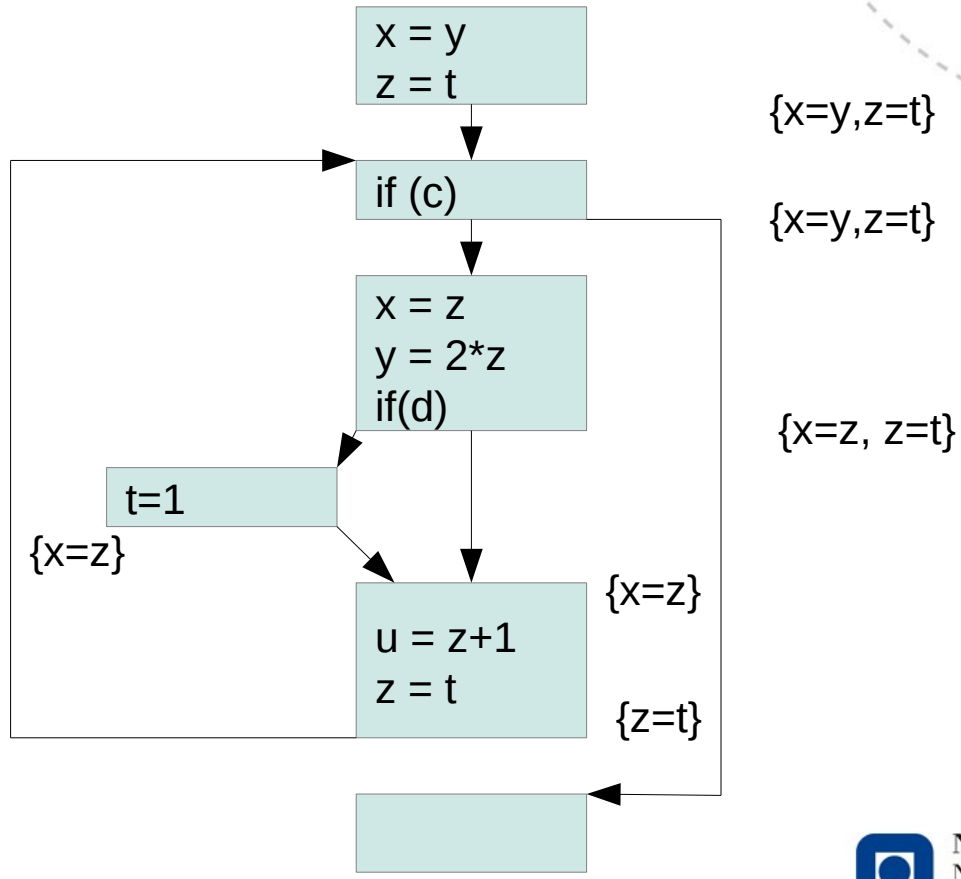 x = y
z = t
{x=y,z=t}
if (c)
{x=y,z=t}
x = z
y = 2*z
if(d)
{x=z, z=t}
t=1
{x=z}
{x=z}
u = z+1
z = t
{z=t}